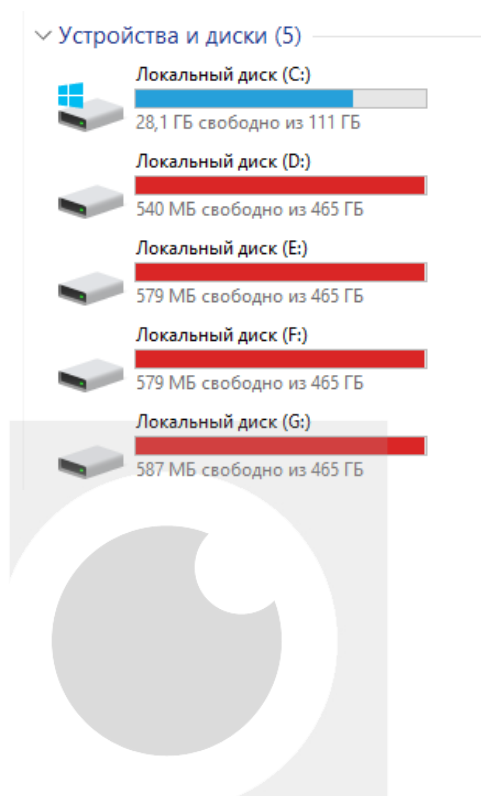 Устройства и диски (5)
Локальный диск (C:)
28,1 ГБ свободно из 111 ГБ
Локальный диск (D:)
540 МБ свободно из 465 ГБ
Локальный диск (E:)
579 МБ свободно из 465 ГБ
Локальный диск (F:)
579 МБ свободно из 465 ГБ
Локальный диск (G:)
587 МБ свободно из 465 ГБ